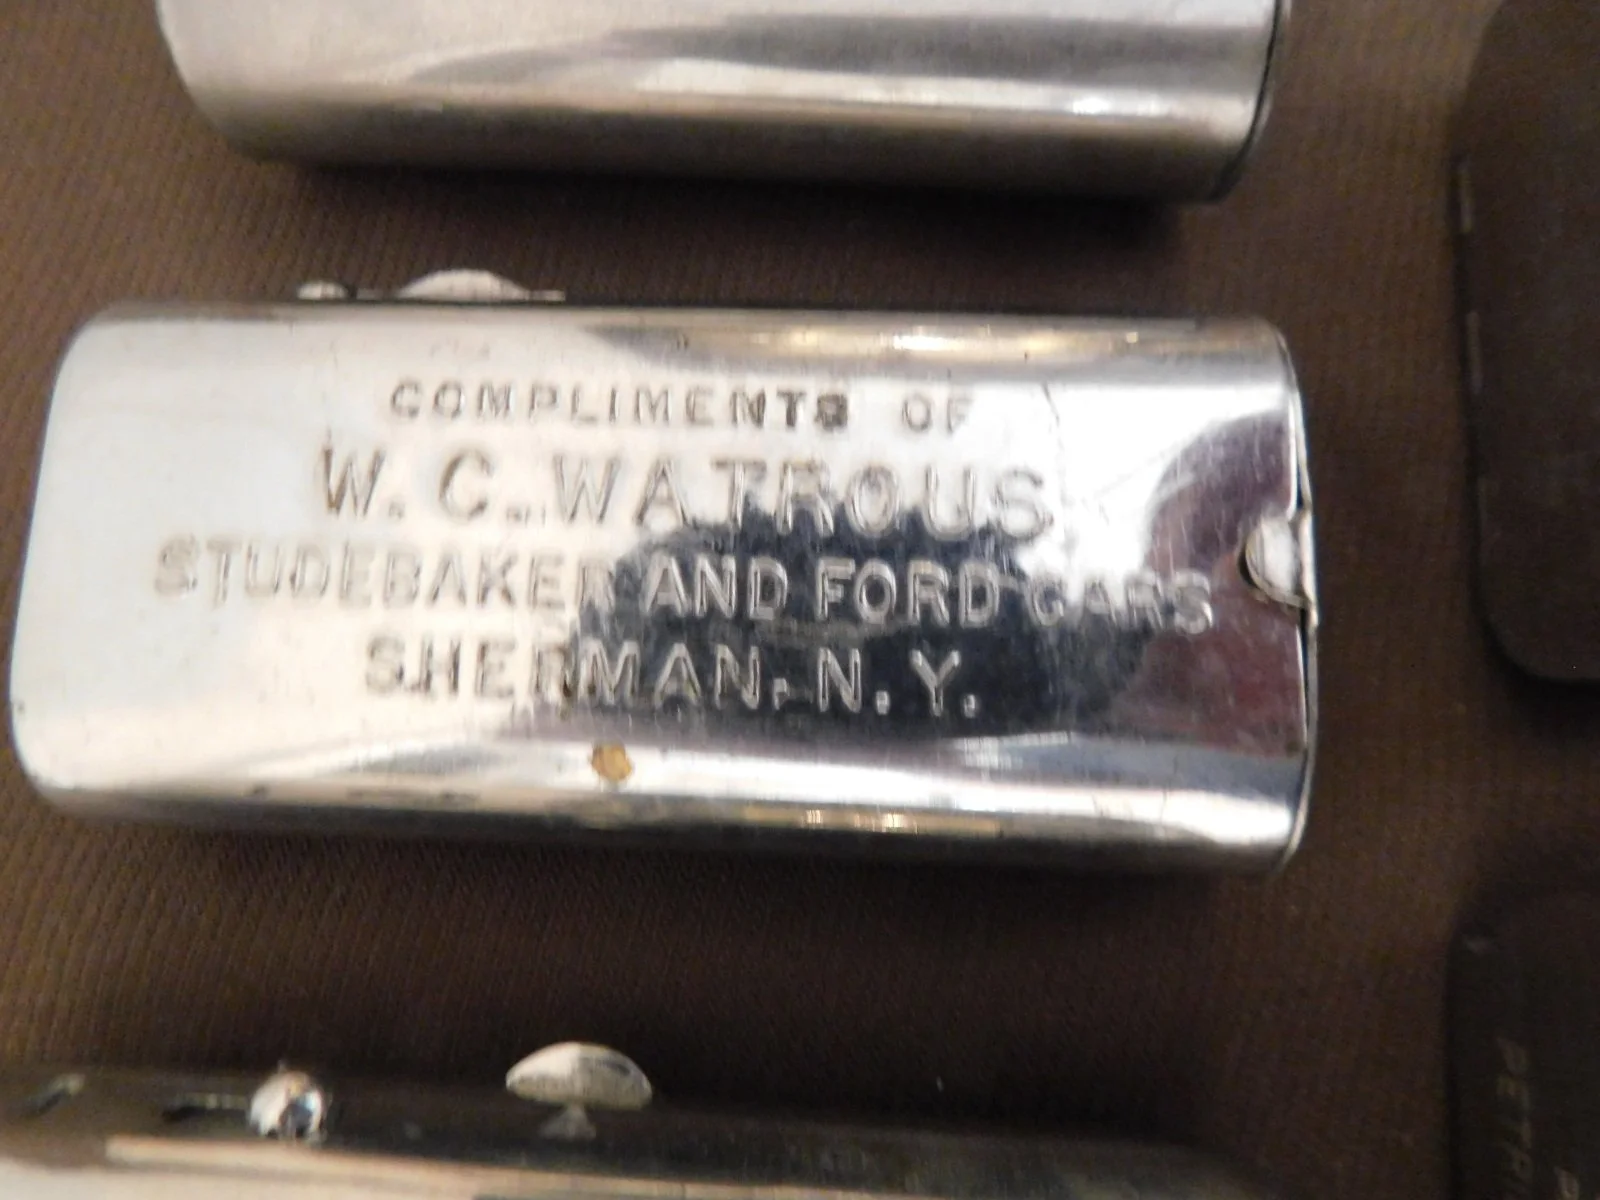 COMPLIMENTS OF
W. C. WATROUS
STUDEBAKER AND FORD CARS
SHERMAN, N. Y.